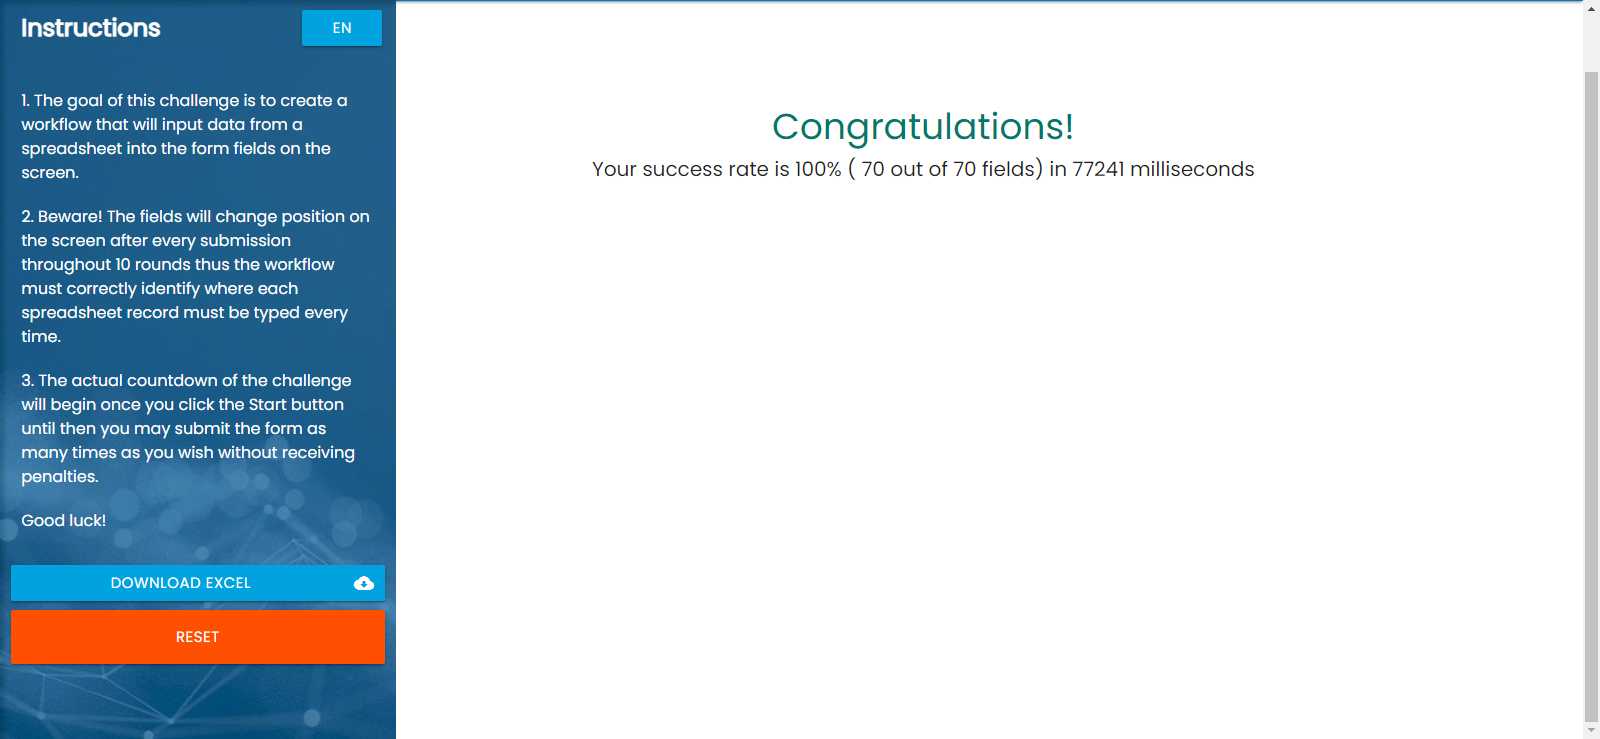 Instructions
EN
1. The goal of this challenge is to create a
workflow that will input data from a
spreadsheet into the form fields on the
screen.
2. Beware! The fields will change position on
the screen after every submission
throughout 10 rounds thus the workflow
must correctly identify where each
spreadsheet record must be typed every
time.
3. The actual countdown of the challenge
will begin once you click the Start button
until then you may submit the form as
many times as you wish without receiving
penalties.
Good luck!
DOWNLOAD EXCEL
RESET
Congratulations!
Your success rate is 100% ( 70 out of 70 fields) in 77241 milliseconds